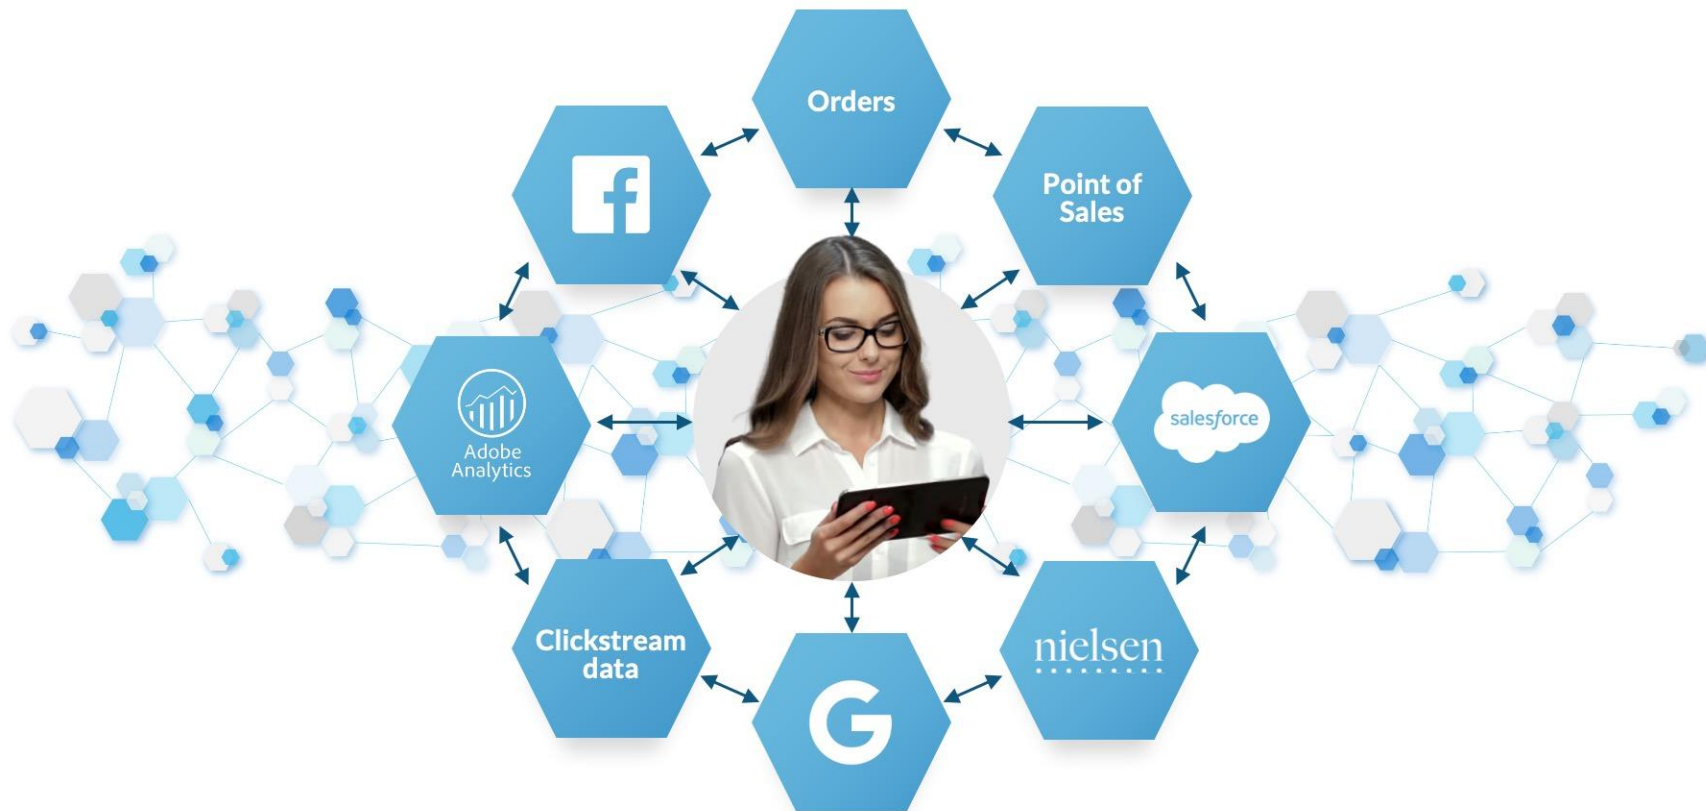 Orders
Point of
Sales
salesforce
Adobe
Analytics
Clickstream
data
nielsen
G
f